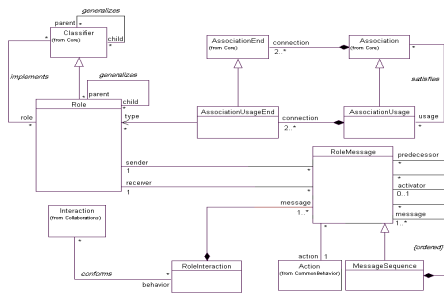 generalizes
parent
*
Classifier
(from Core)
*
child
AssociationEnd
(from Core)
connection
2..*
Association
(from Core)
*
implements
generalizes
*
parent
satisfies
Role
child
*
role
*
type
*
AssociationUsageEnd
connection
2..*
AssociationUsage
usage
*
RoleMessage
predecessor
*
sender
1
*
*
activator
0..1
receiver
1
*
*
message
1..*
message
1..*
Interaction
(from Collaborations)
*
*
{ordered}
conforms
*
behavior
RoleInteraction
action
1
Action
(from CommonBehavior)
MessageSequence